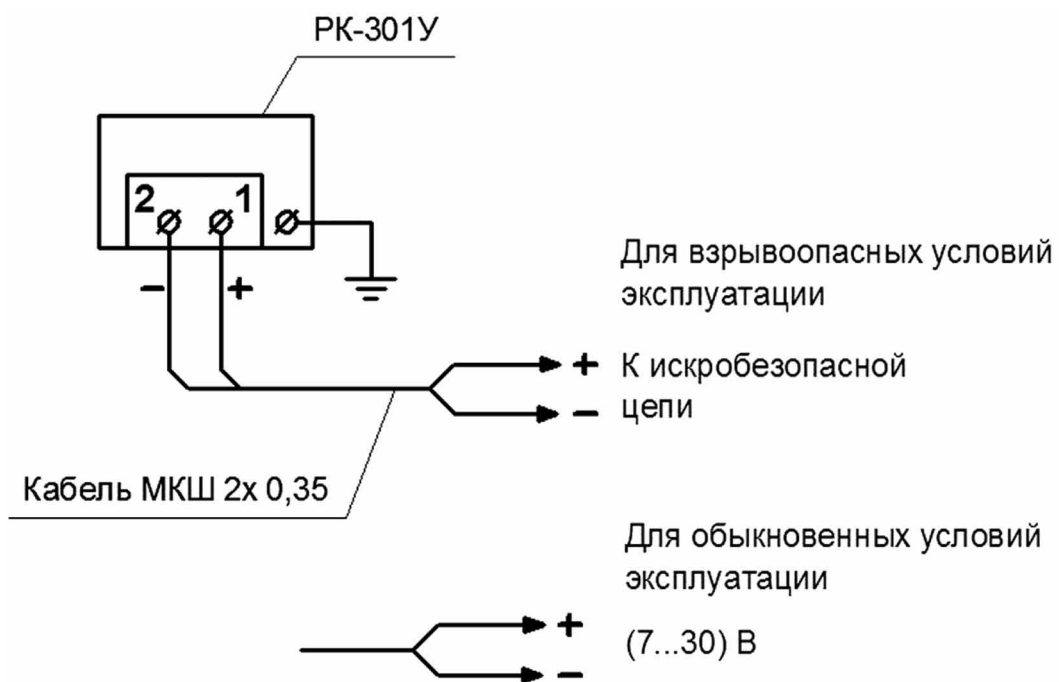 РК-301У
2 1
− +
Для взрывоопасных условий
эксплуатации
+ К искробезопасной
− цепи
Кабель МКШ 2х 0,35
Для обыкновенных условий
эксплуатации
+
(7...30) В
−